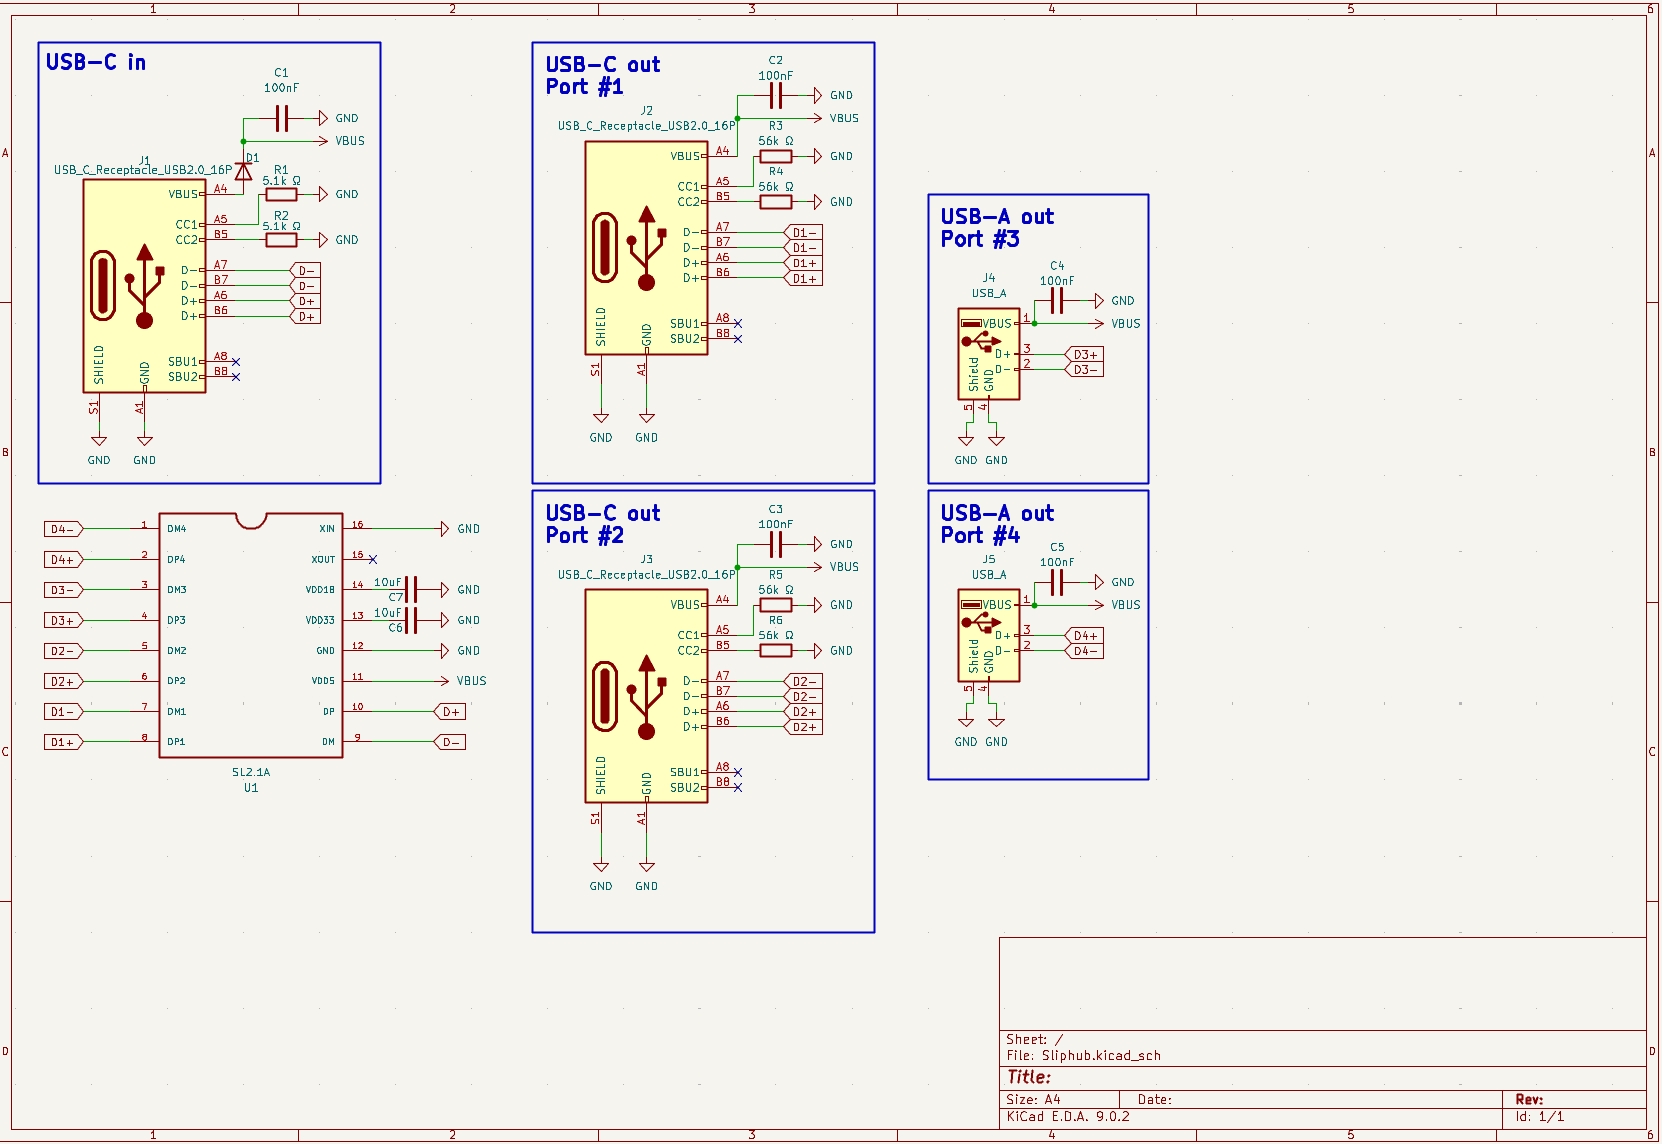 1 2 3 4 5 6
A A
B B
C C
D D
USB-C in
C1
100nF
GND
VBUS
D1
J1
USB_C_Receptacle_USB2.0_16P
R1
5.1k Ω
GND
R2
5.1k Ω
GND
VBUS A4
CC1 A5
CC2 B5
D- A7 D-
D- B7 D-
D+ A6 D+
D+ B6 D+
SBU1 A8
SBU2 B8
SHIELD GND
S1 A1
GND GND
USB-C out
Port #1
C2
100nF
GND
VBUS
J2
USB_C_Receptacle_USB2.0_16P
R3
56k Ω
GND
R4
56k Ω
GND
VBUS A4
CC1 A5
CC2 B5
D- A7 D1-
D- B7 D1-
D+ A6 D1+
D+ B6 D1+
SBU1 A8
SBU2 B8
SHIELD GND
S1 A1
GND GND
USB-A out
Port #3
C4
100nF
GND
J4
USB_A
VBUS 1 VBUS
D+ 3 D3+
D- 2 D3-
Shield GND
5 4
GND GND
D4- 1 DM4
D4+ 2 DP4
D3- 3 DM3
D3+ 4 DP3
D2- 5 DM2
D2+ 6 DP2
D1- 7 DM1
D1+ 8 DP1
XIN 16 GND
XOUT 15
VDD18 14 10uF C7 GND
VDD33 13 10uF C6 GND
GND 12 GND
VDD5 11 VBUS
DP 10 D+
DM 9 D-
SL2.1A
U1
USB-C out
Port #2
C3
100nF
GND
VBUS
J3
USB_C_Receptacle_USB2.0_16P
R5
56k Ω
GND
R6
56k Ω
GND
VBUS A4
CC1 A5
CC2 B5
D- A7 D2-
D- B7 D2-
D+ A6 D2+
D+ B6 D2+
SBU1 A8
SBU2 B8
SHIELD GND
S1 A1
GND GND
USB-A out
Port #4
C5
100nF
GND
J5
USB_A
VBUS 1 VBUS
D+ 3 D4+
D- 2 D4-
Shield GND
5 4
GND GND
Sheet: /
File: Sliphub.kicad_sch
Title:
Size: A4 Date: Rev:
KiCad E.D.A. 9.0.2 Id: 1/1
1 2 3 4 5 6